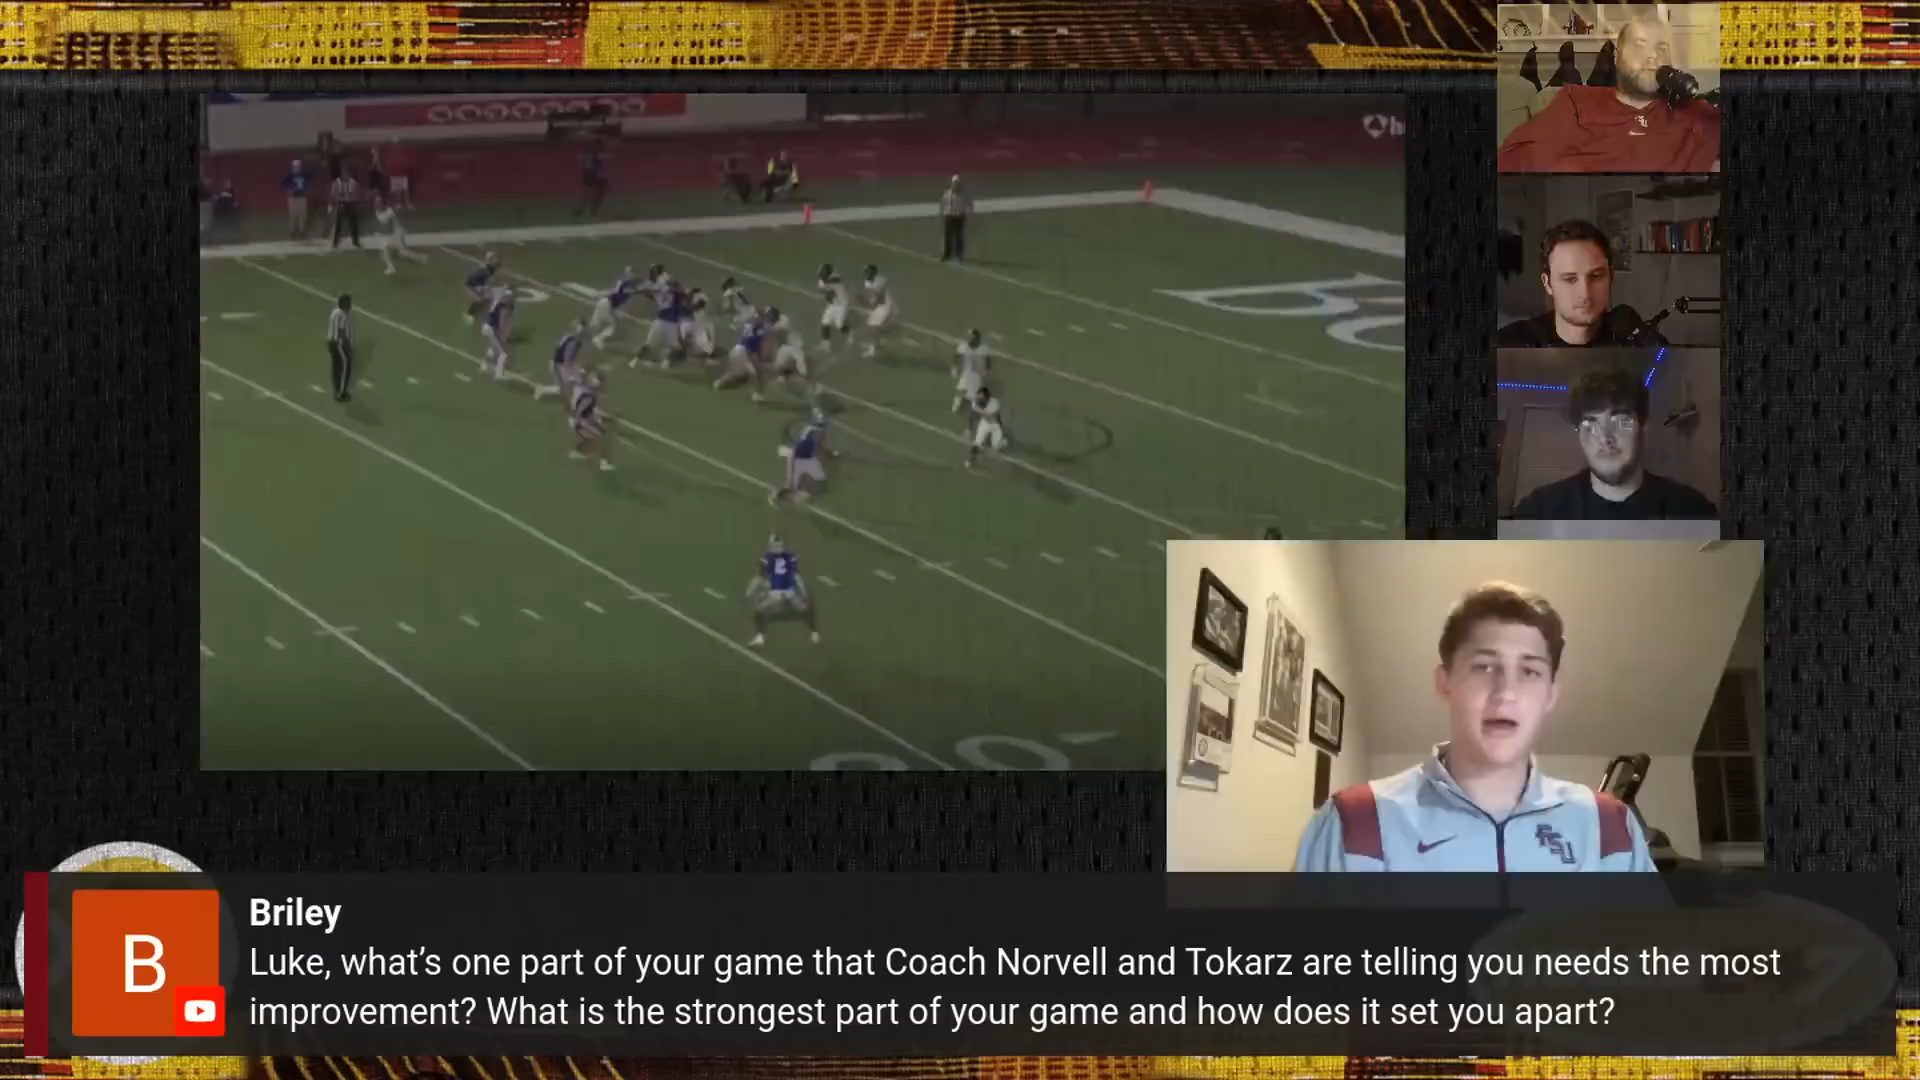 FSU
B
Briley
Luke, what’s one part of your game that Coach Norvell and Tokarz are telling you needs the most
improvement? What is the strongest part of your game and how does it set you apart?